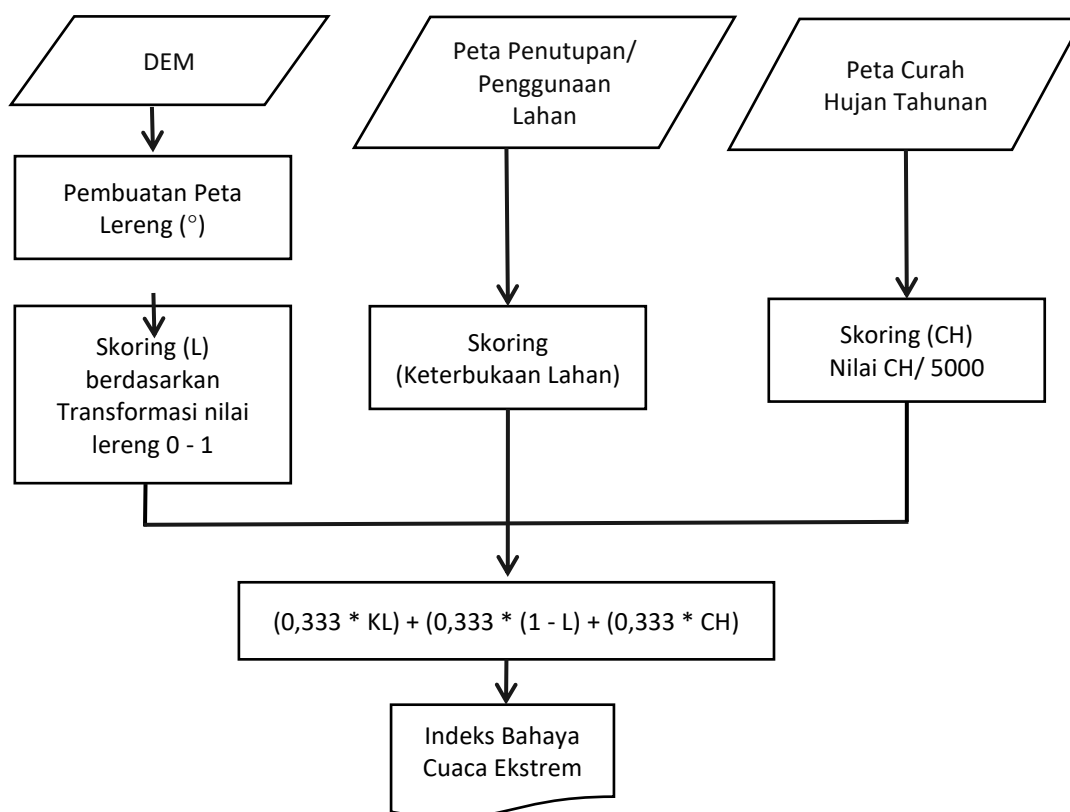 DEM
Peta Penutupan/
Penggunaan
Lahan
Peta Curah
Hujan Tahunan
Pembuatan Peta
Lereng (°)
Skoring (L)
berdasarkan
Transformasi nilai
lereng 0 - 1
Skoring
(Keterbukaan Lahan)
Skoring (CH)
Nilai CH/ 5000
(0,333 * KL) + (0,333 * (1 - L) + (0,333 * CH)
Indeks Bahaya
Cuaca Ekstrem